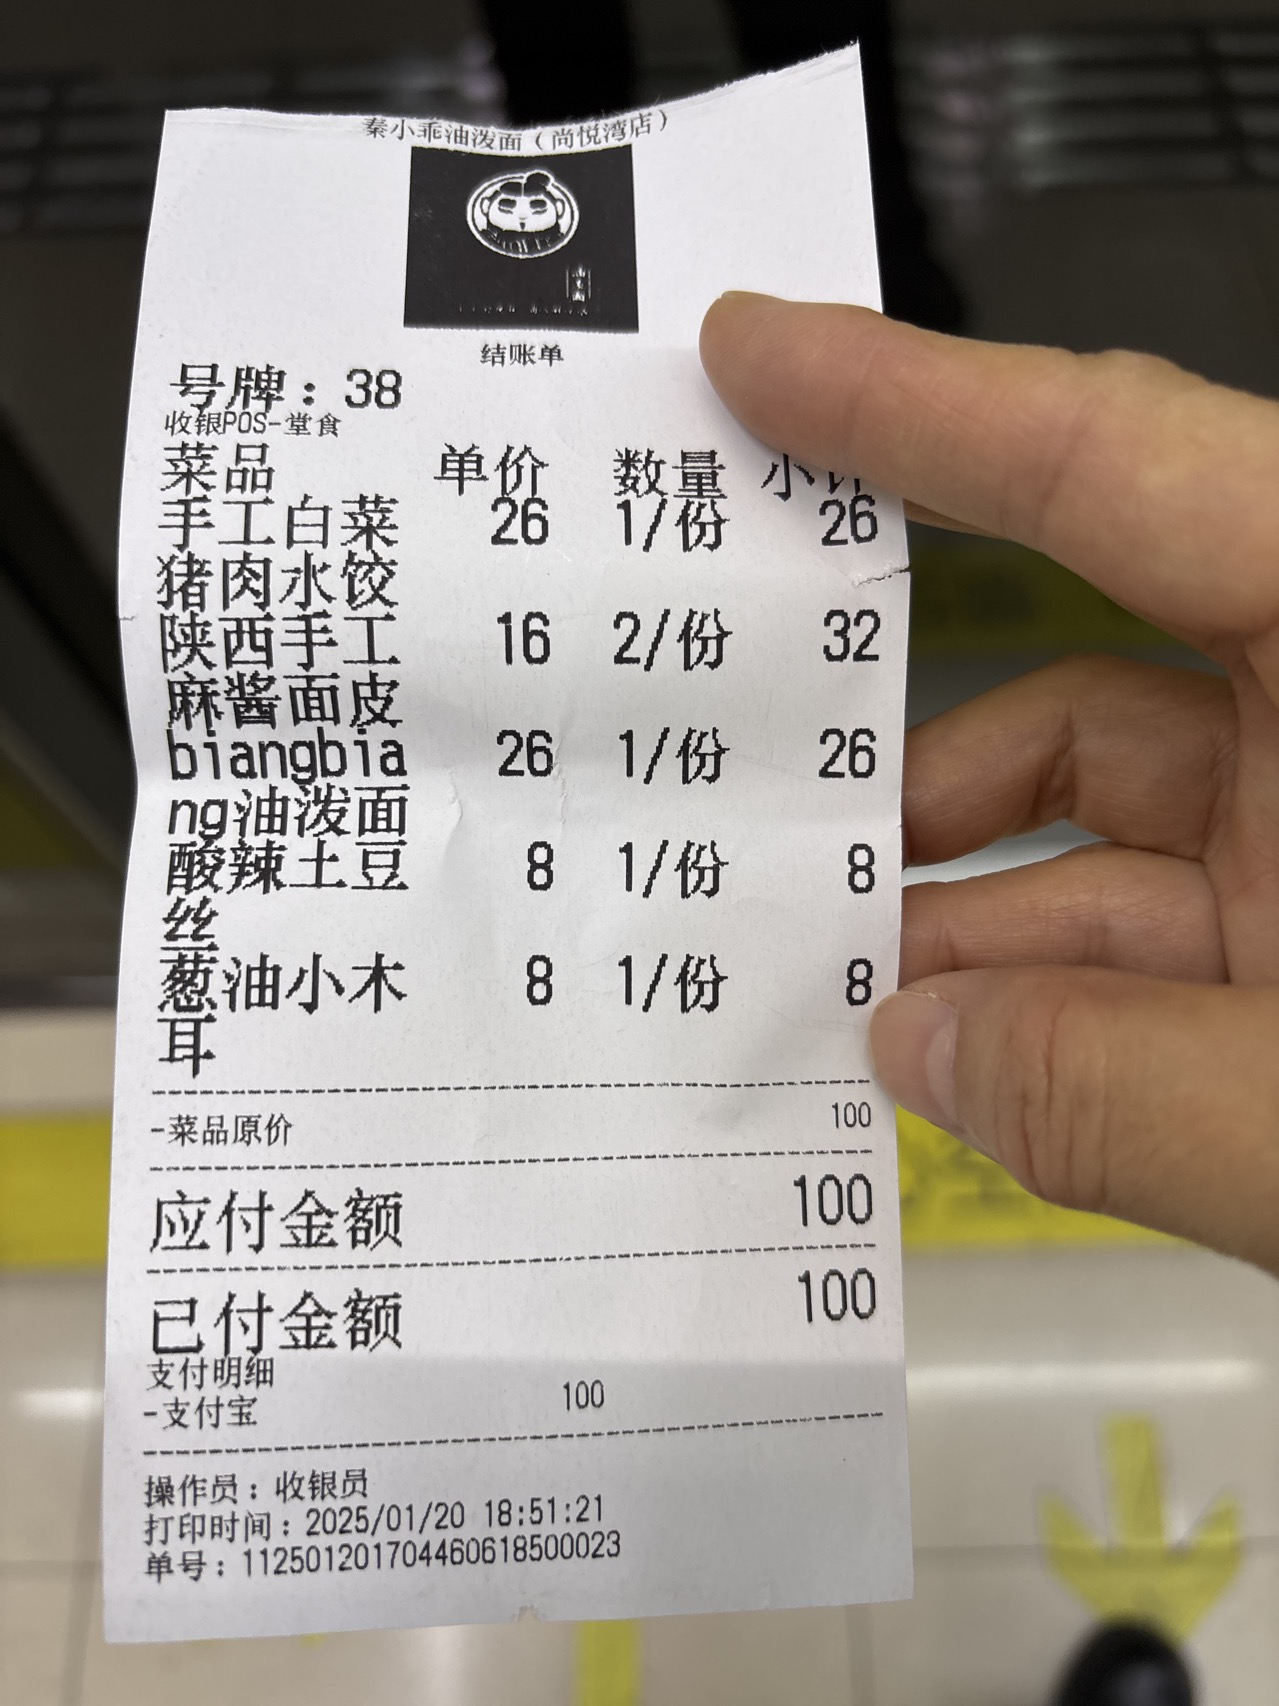 秦小乖油泼面（尚悦湾店）
结账单
号牌：38
收银POS-堂食
菜品 单价 数量 小计
手工白菜 26 1/份 26
猪肉水饺
陕西手工 16 2/份 32
麻酱面皮
biangbia 26 1/份 26
ng油泼面
酸辣土豆 8 1/份 8
丝
葱油小木 8 1/份 8
耳
-菜品原价 100
应付金额 100
已付金额 100
支付明细
-支付宝 100
操作员：收银员
打印时间：2025/01/20 18:51:21
单号：112501201704460618500023